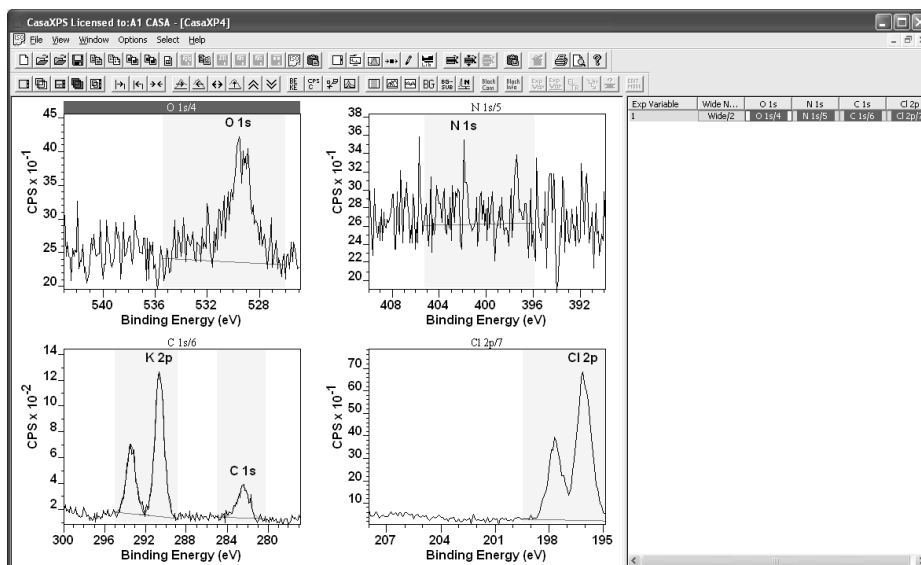 CasaXPS Licensed to:A1 CASA - [CasaXP4]
File View Window Options Select Help
O 1s/4
CPS x 10⁻¹
45
40
35
30
25
20
O 1s
540 536 532 528
Binding Energy (eV)
N 1s/5
CPS x 10⁻¹
38
36
34
32
30
28
26
24
22
20
N 1s
408 404 400 396 392
Binding Energy (eV)
C 1s/6
CPS x 10⁻²
14
12
10
8
6
4
2
K 2p
C 1s
300 296 292 288 284 280
Binding Energy (eV)
Cl 2p/7
CPS x 10⁻¹
70
60
50
40
30
20
10
Cl 2p
207 204 201 198 195
Binding Energy (eV)
Exp Variable Wide N... O 1s N 1s C 1s Cl 2p
1 Wide/2 O 1s/4 N 1s/5 C 1s/6 Cl 2p/7